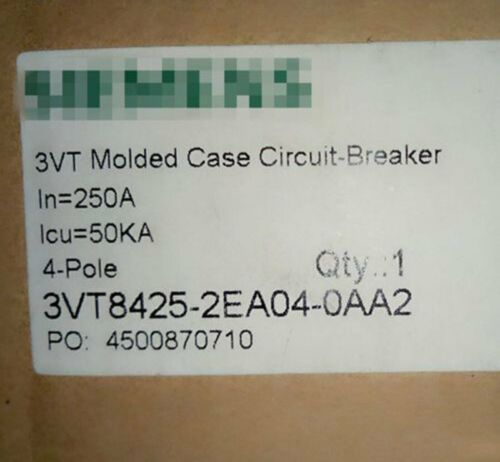 3VT Molded Case Circuit-Breaker
In=250A
Icu=50KA
4-Pole Qty.:1
3VT8425-2EA04-0AA2
PO: 4500870710